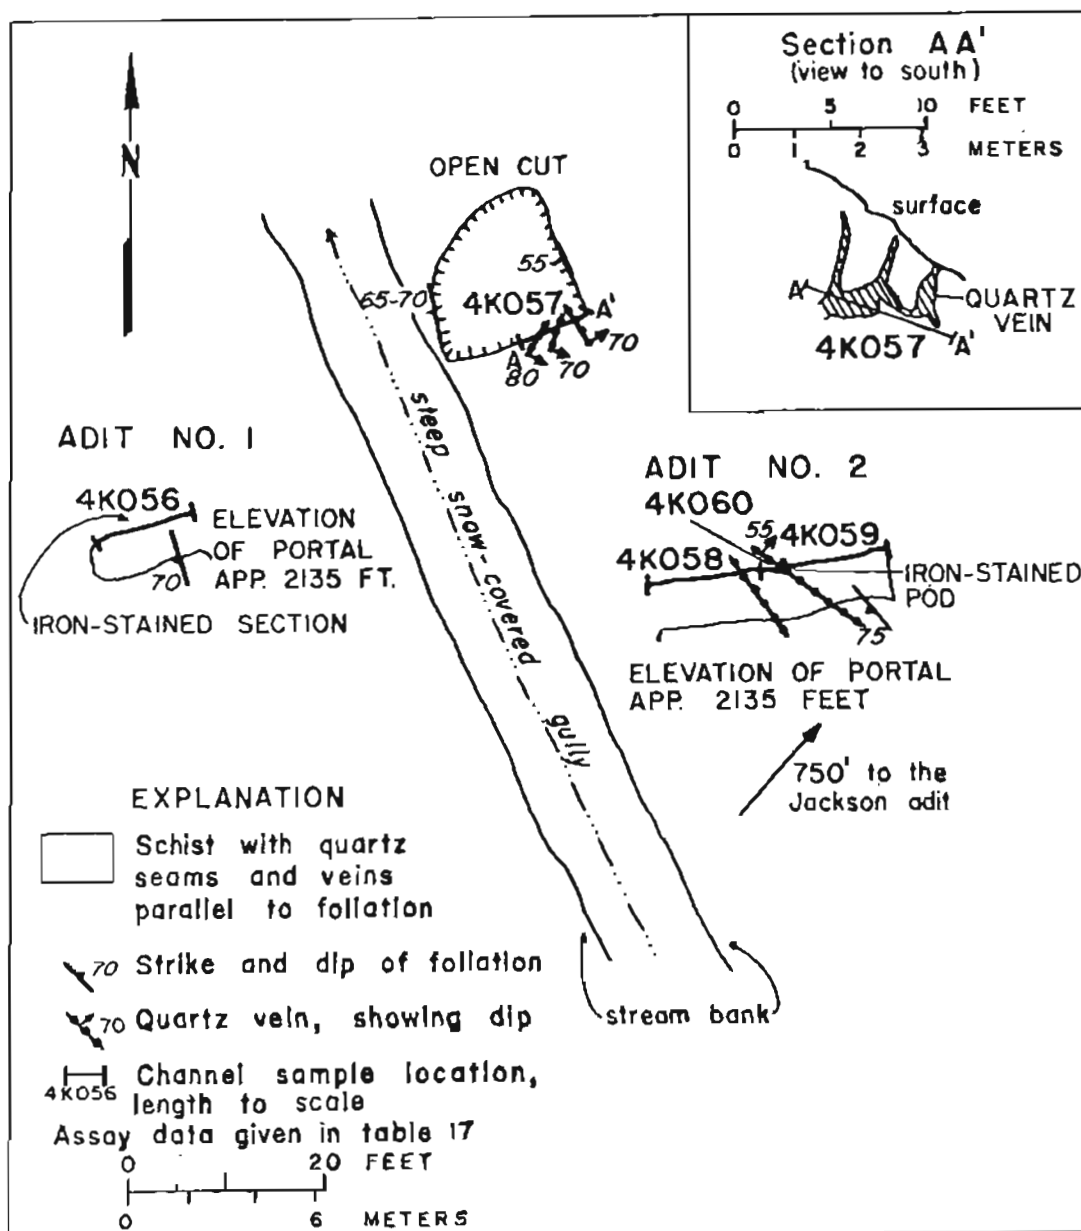 N
Section AA'
(view to south)
0 5 10 FEET
0 1 2 3 METERS
surface
A
QUARTZ
VEIN
4K057
A'
OPEN CUT
55
65-70
4K057
A'
70
A
80
70
ADIT NO. 1
4K056
ELEVATION
OF PORTAL
APP. 2135 FT.
70
IRON-STAINED SECTION
steep snow-covered gully
ADIT NO. 2
4K060
55
4K059
4K058
IRON-STAINED
POD
75
ELEVATION OF PORTAL
APP. 2135 FEET
750' to the
Jackson adit
stream bank
EXPLANATION
Schist with quartz
seams and veins
parallel to foliation
70 Strike and dip of foliation
70 Quartz vein, showing dip
4K056
Channel sample location,
length to scale
Assay data given in table 17
0 20 FEET
0 6 METERS